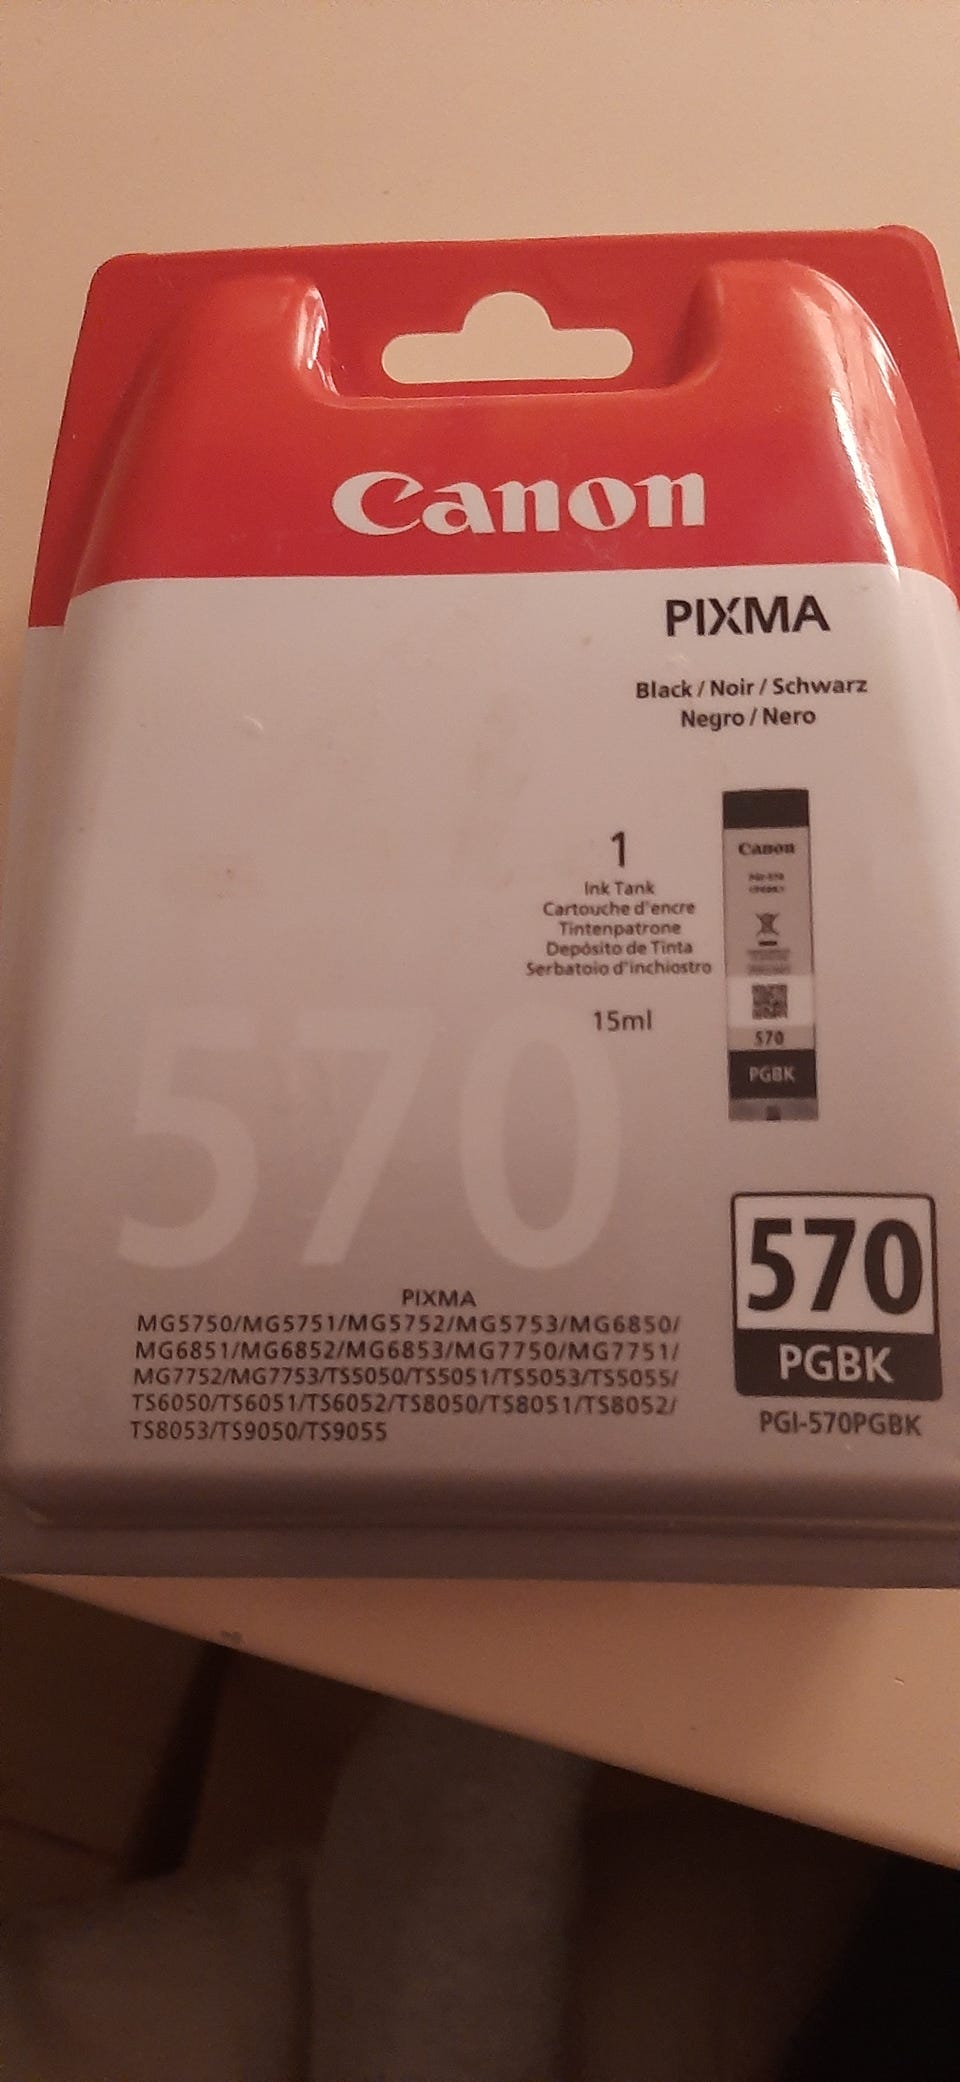 Canon
PIXMA
Black / Noir / Schwarz
Negro / Nero
1
Ink Tank
Cartouche d'encre
Tintenpatrone
Depósito de Tinta
Serbatoio d'inchiostro
15ml
Canon
570
PGBK
570
570
PGBK
PGI-570PGBK
PIXMA
MG5750/MG5751/MG5752/MG5753/MG6850/
MG6851/MG6852/MG6853/MG7750/MG7751/
MG7752/MG7753/TS5050/TS5051/TS5053/TS5055/
TS6050/TS6051/TS6052/TS8050/TS8051/TS8052/
TS8053/TS9050/TS9055